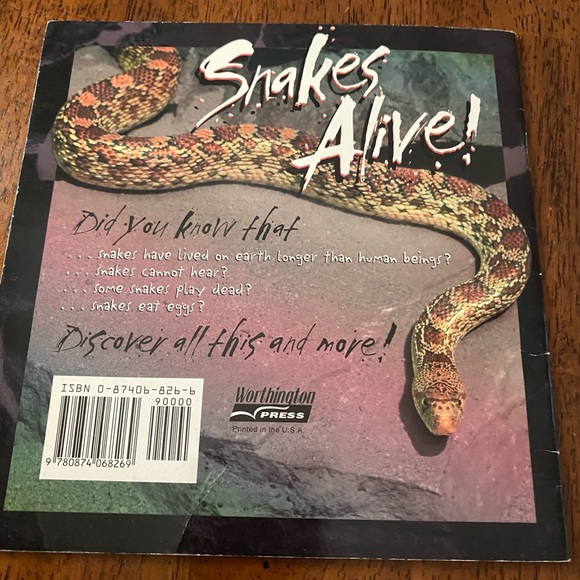 Snakes
Alive!
Did you know that
. . . snakes have lived on earth longer than human beings?
. . . snakes cannot hear?
. . . some snakes play dead?
. . . snakes eat eggs?
Discover all this and more!
ISBN 0-87406-826-6
90000
9 780874 068269
Worthington
PRESS
Printed in the U.S.A.